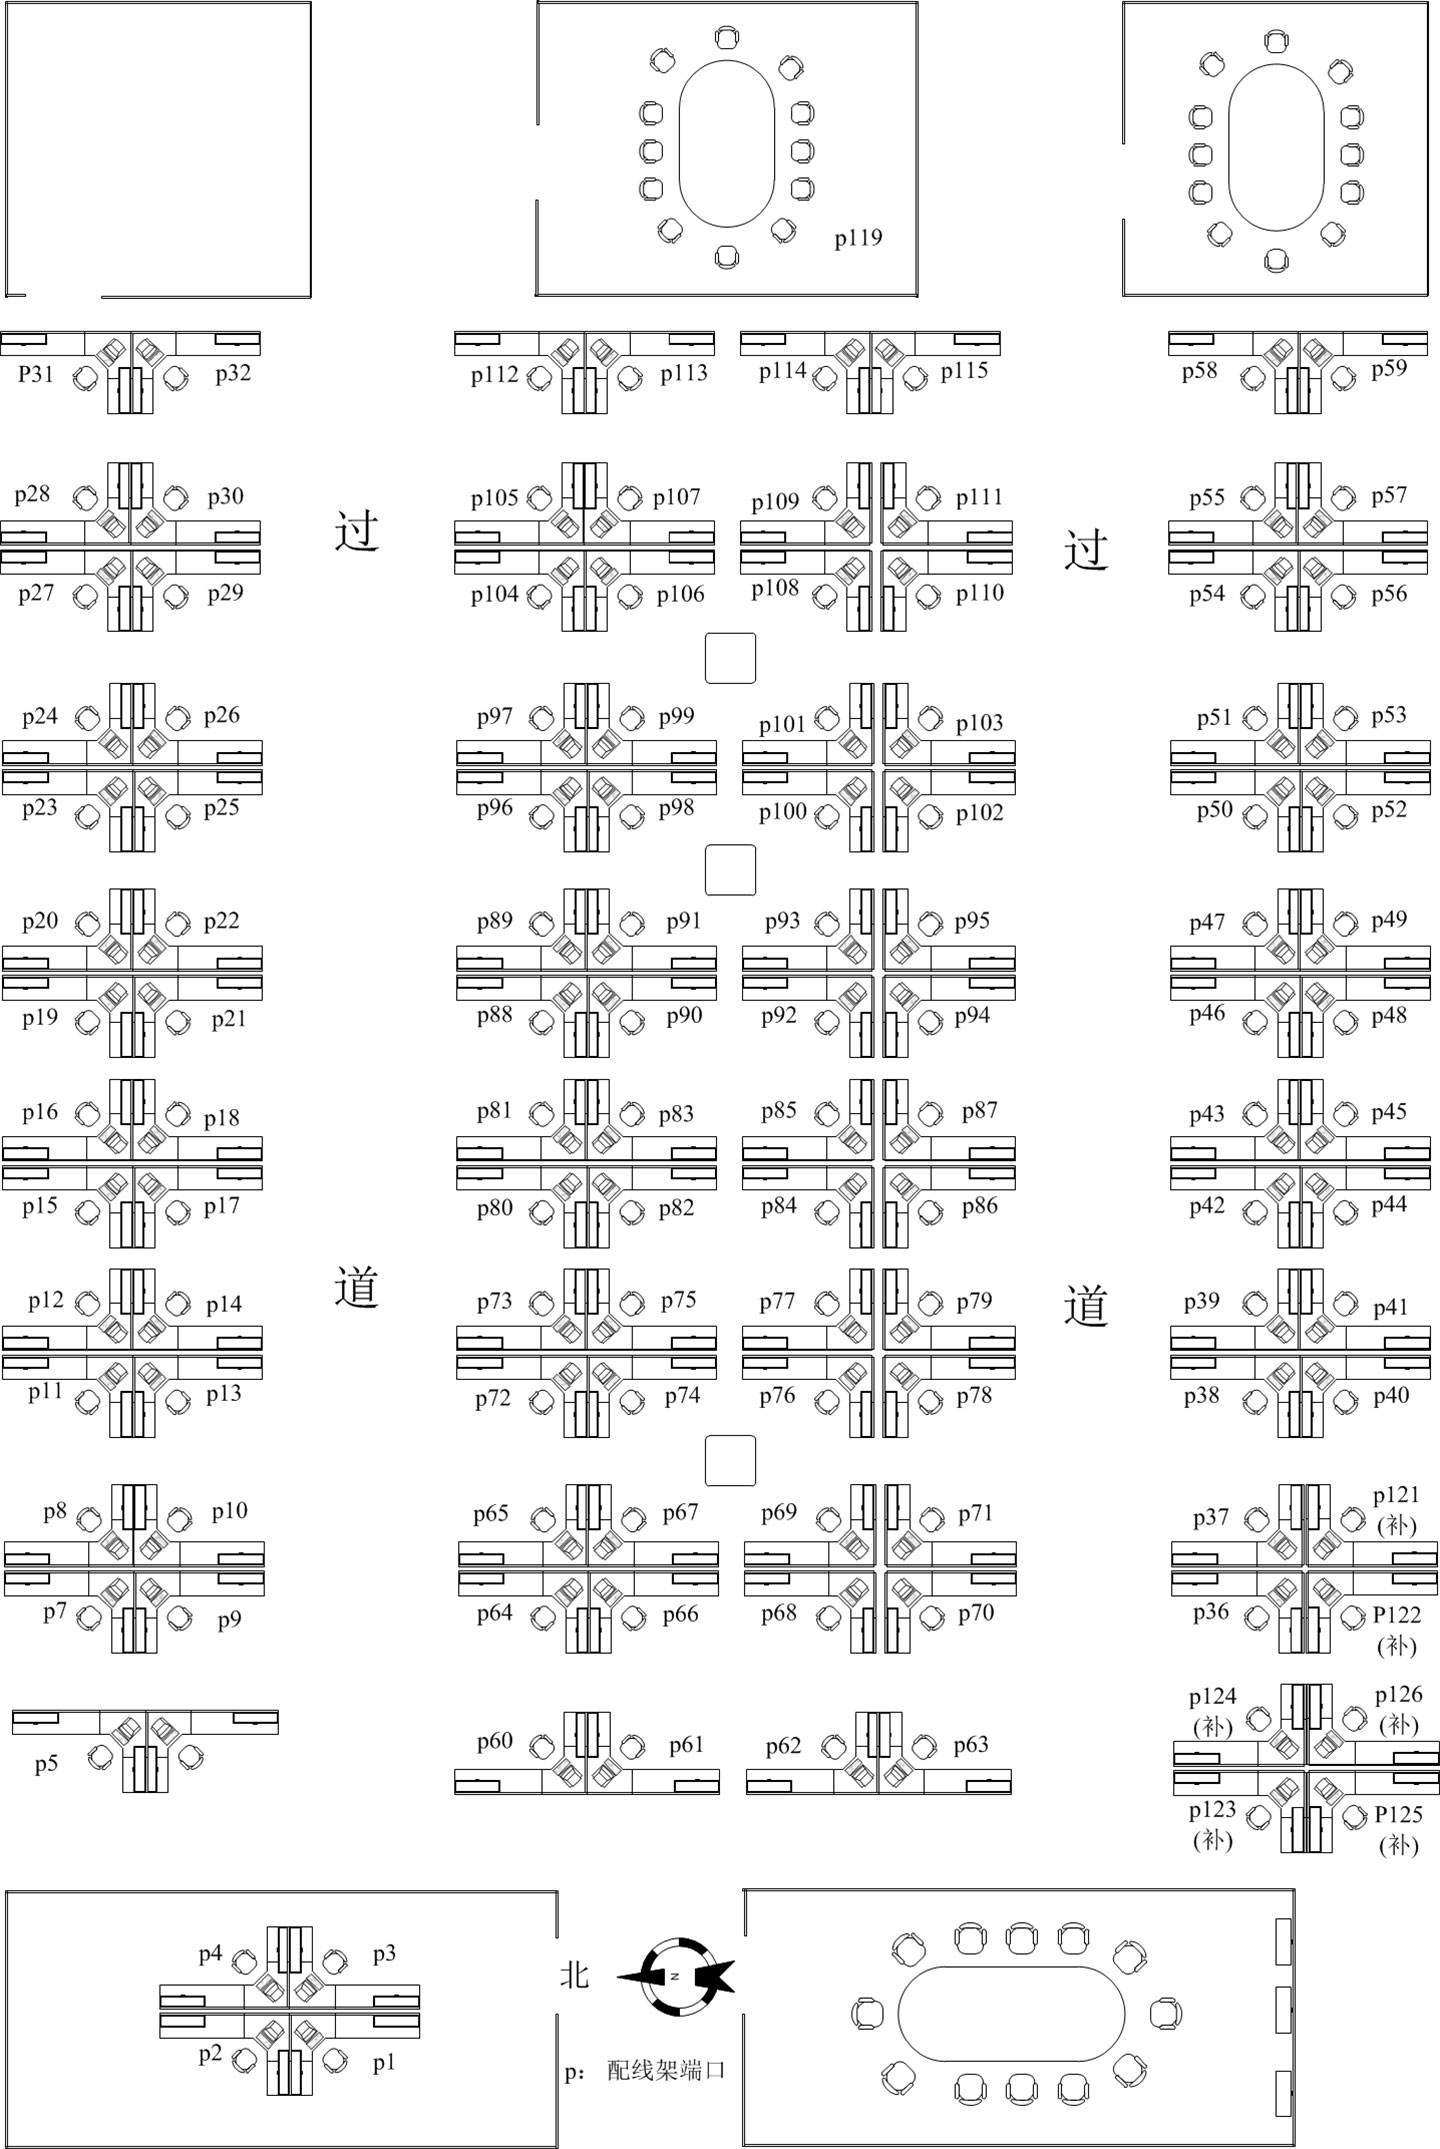 p119
P31 p32 p112 p113 p114 p115 p58 p59
p28 p30 p105 p107 p109 p111 p55 p57
过 过
p27 p29 p104 p106 p108 p110 p54 p56
p24 p26 p97 p99 p101 p103 p51 p53
p23 p25 p96 p98 p100 p102 p50 p52
p20 p22 p89 p91 p93 p95 p47 p49
p19 p21 p88 p90 p92 p94 p46 p48
p16 p18 p81 p83 p85 p87 p43 p45
p15 p17 p80 p82 p84 p86 p42 p44
道 道
p12 p14 p73 p75 p77 p79 p39 p41
p11 p13 p72 p74 p76 p78 p38 p40
p8 p10 p65 p67 p69 p71 p37 p121
(补)
p7 p9 p64 p66 p68 p70 p36 P122
(补)
p124 p126
(补) (补)
p5 p60 p61 p62 p63
p123 P125
(补) (补)
p4 p3
北 N
p2 p1
p： 配线架端口